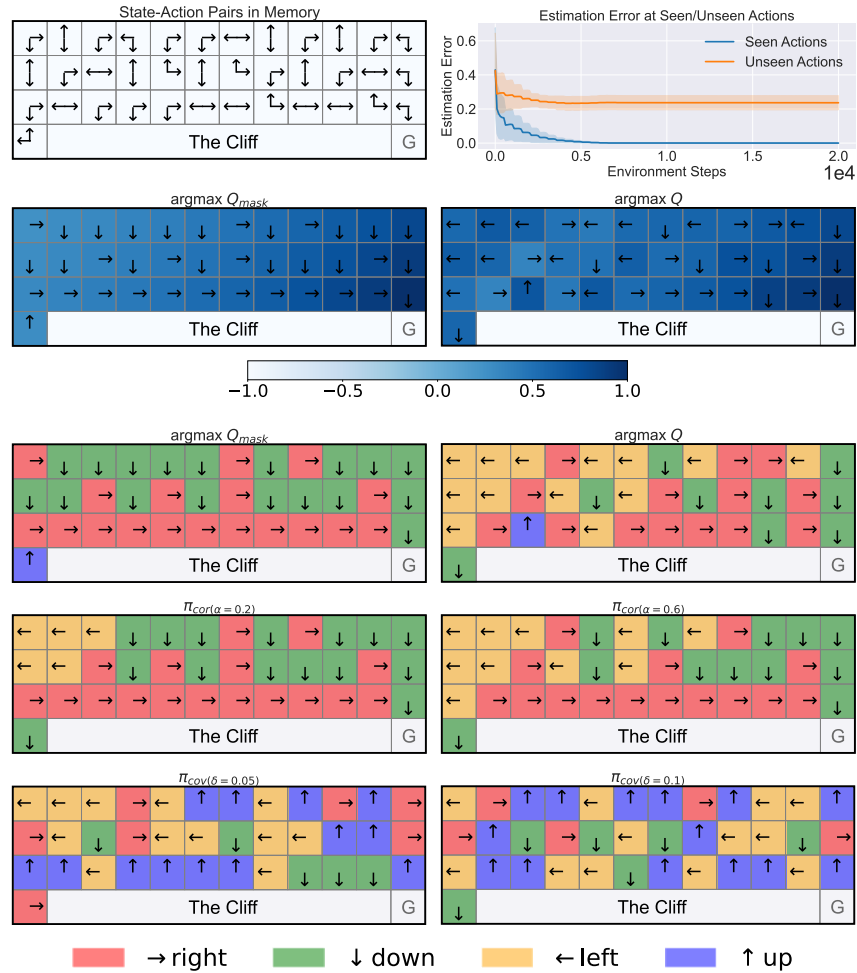 State-Action Pairs in Memory
The Cliff
G
Estimation Error at Seen/Unseen Actions
Estimation Error
0.6
0.4
0.2
0.0
Seen Actions
Unseen Actions
0.0 0.5 1.0 1.5 2.0
Environment Steps
1e4
argmax Q_mask
The Cliff
G
argmax Q
The Cliff
G
−1.0 −0.5 0.0 0.5 1.0
argmax Q_mask
The Cliff
G
argmax Q
The Cliff
G
π_cor(α = 0.2)
The Cliff
G
π_cor(α = 0.6)
The Cliff
G
π_cov(δ = 0.05)
The Cliff
G
π_cov(δ = 0.1)
The Cliff
G
→ right ↓ down ← left ↑ up